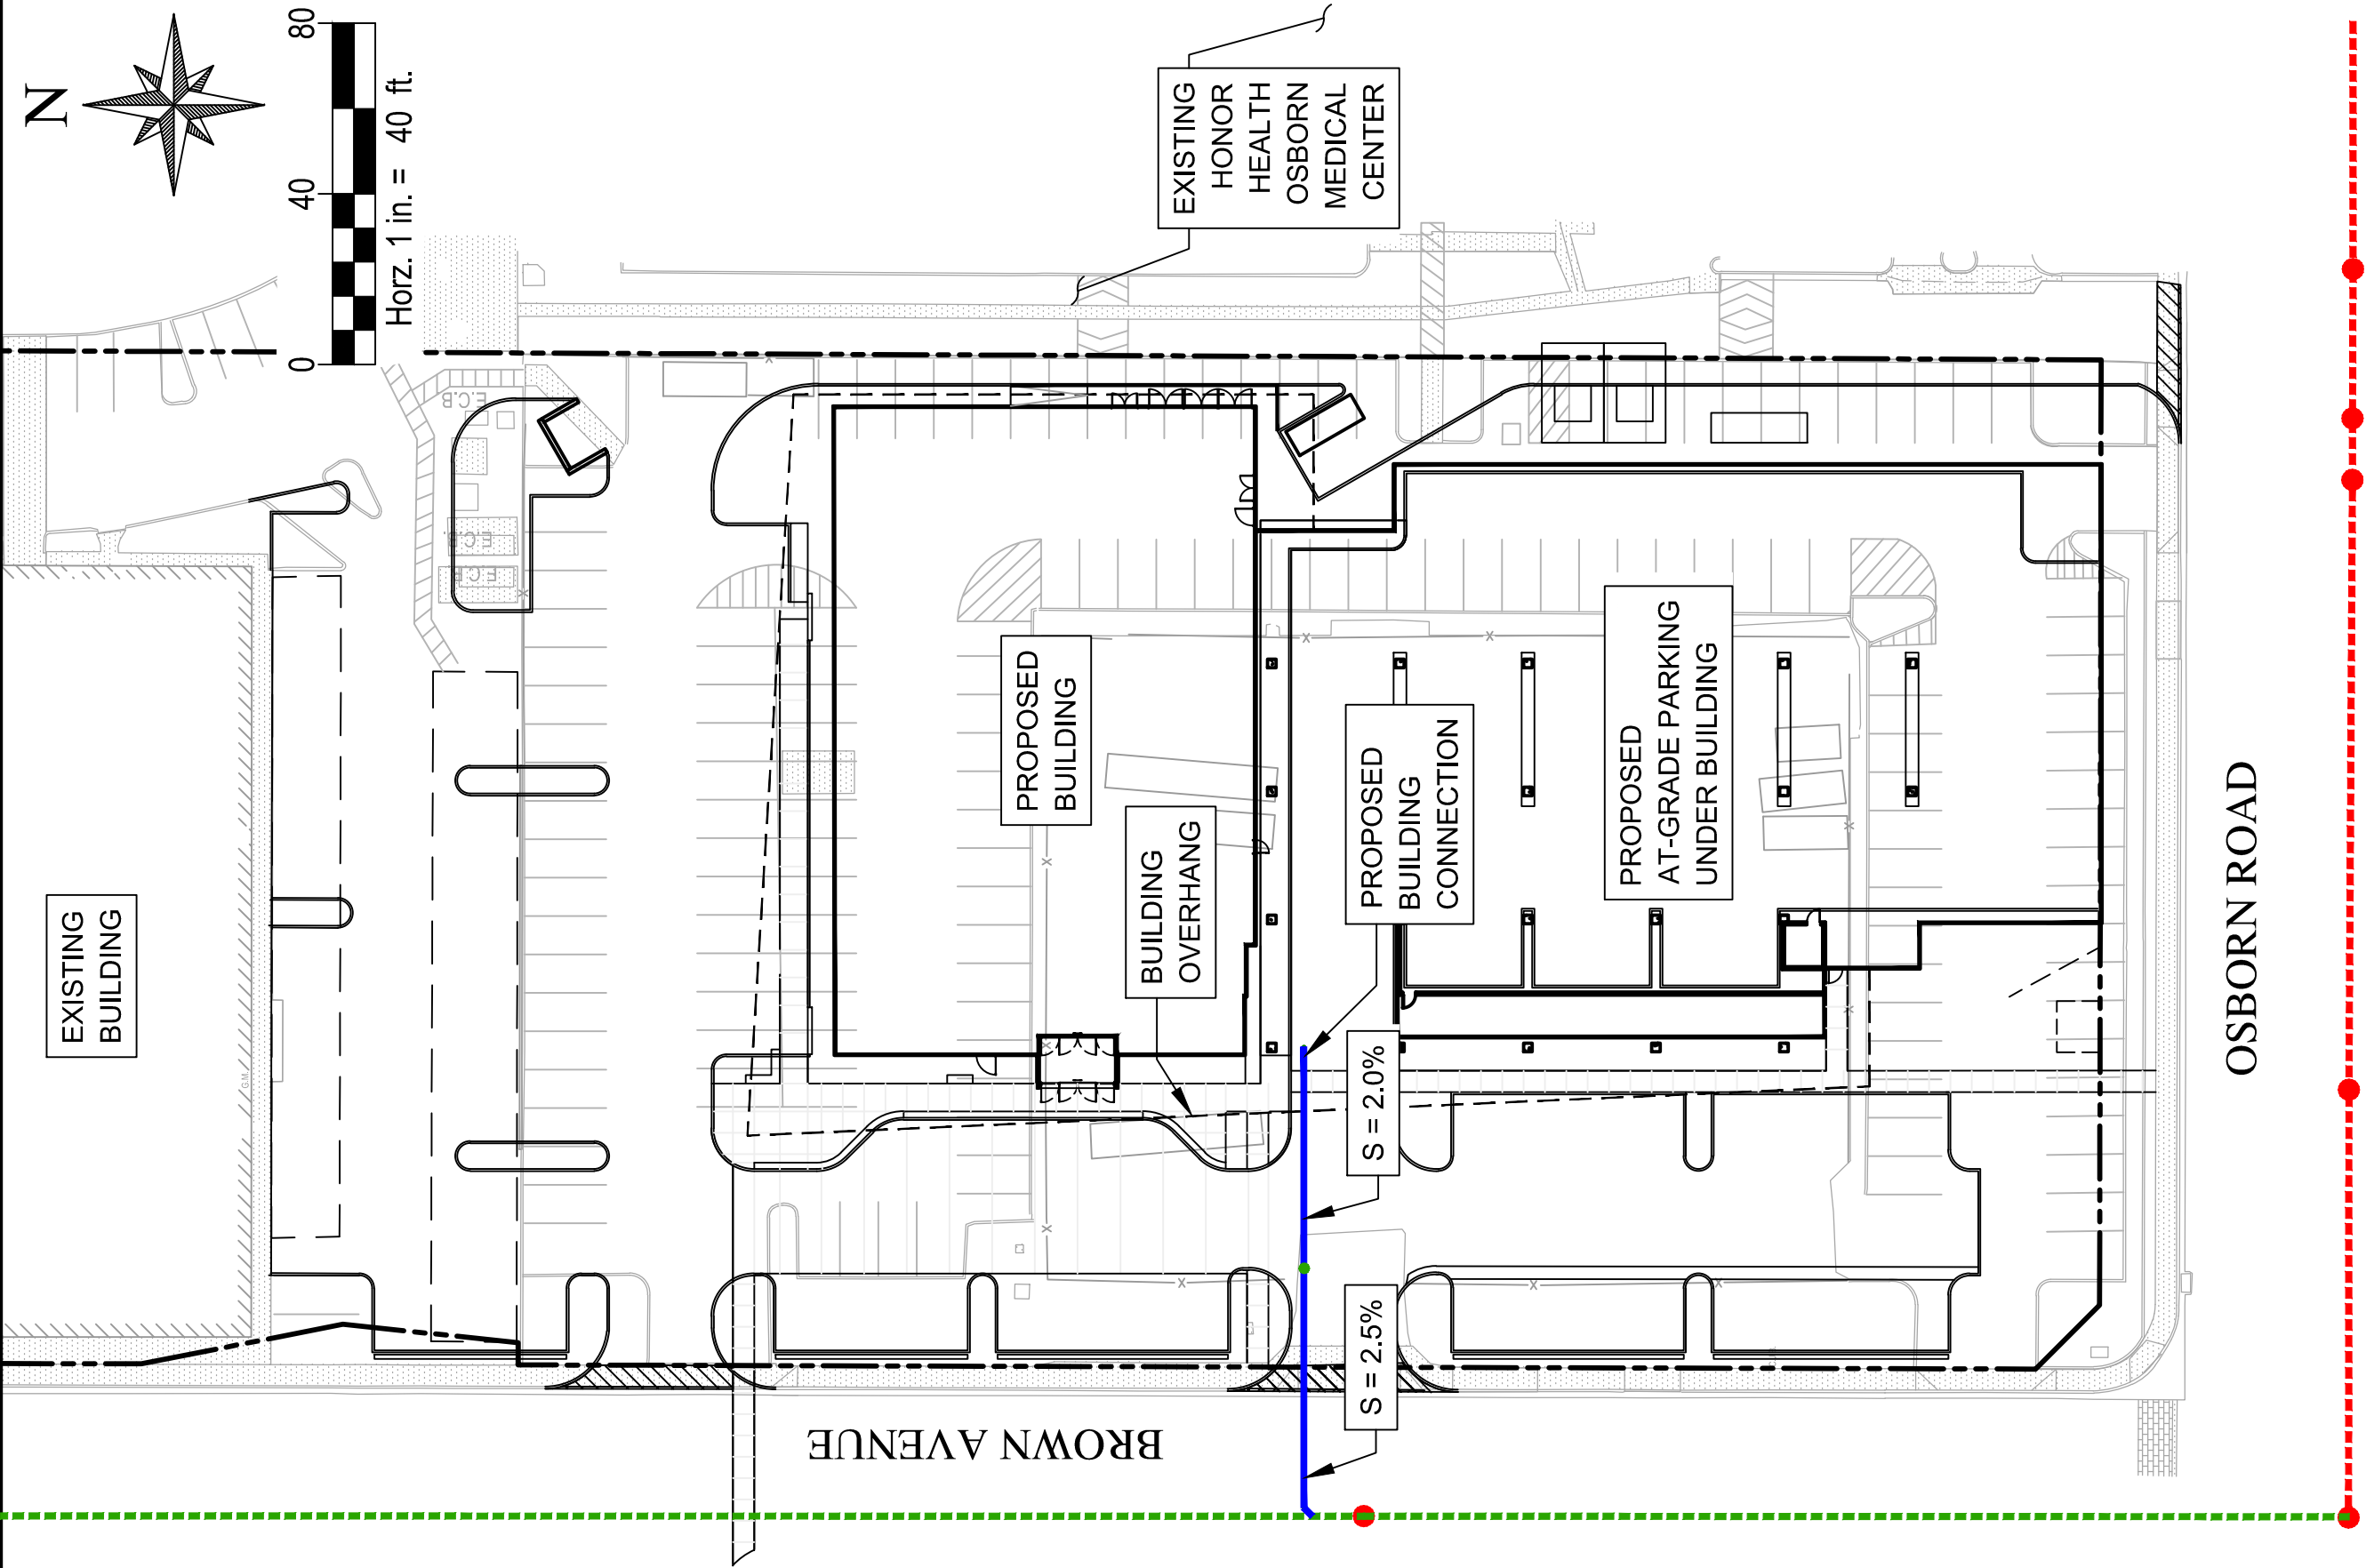 N
0 40 80
Horz. 1 in. = 40 ft.
EXISTING
HONOR
HEALTH
OSBORN
MEDICAL
CENTER
E.C.B
E.C.B.
E.C.B
EXISTING
BUILDING
G.M.
PROPOSED
BUILDING
BUILDING
OVERHANG
PROPOSED
BUILDING
CONNECTION
PROPOSED
AT-GRADE PARKING
UNDER BUILDING
S = 2.0%
S = 2.5%
BROWN AVENUE
OSBORN ROAD